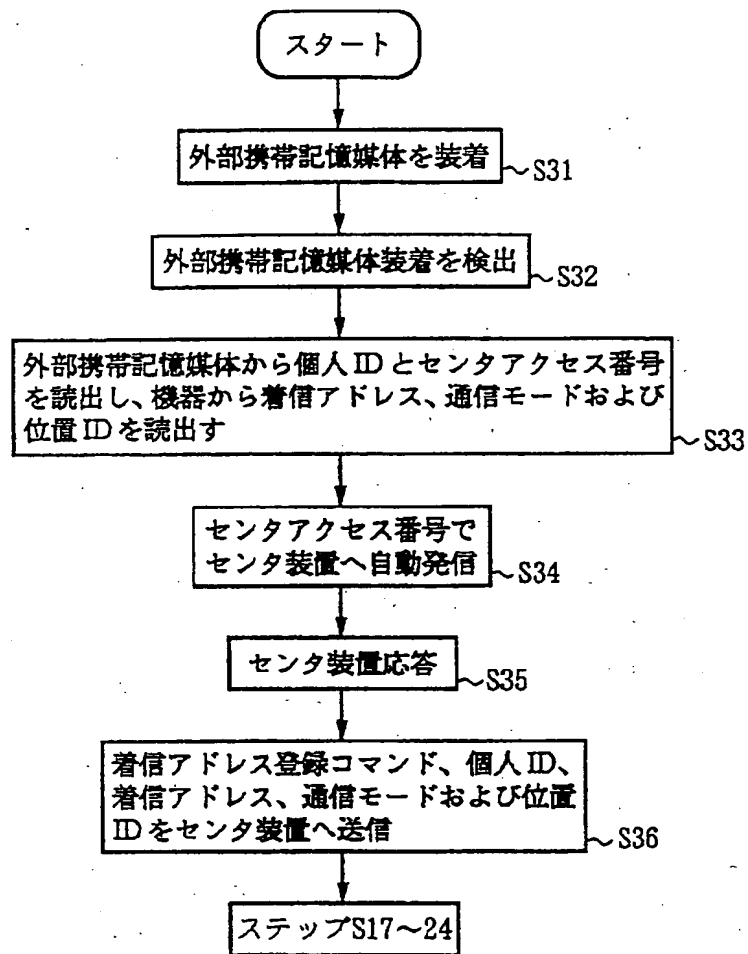 スタート
外部携帯記憶媒体を装着
~S31
外部携帯記憶媒体装着を検出
~S32
外部携帯記憶媒体から個人IDとセンタアクセス番号
を読出し、機器から着信アドレス、通信モードおよび
位置IDを読出す
~S33
センタアクセス番号で
センタ装置へ自動発信
~S34
センタ装置応答
~S35
着信アドレス登録コマンド、個人ID、
着信アドレス、通信モードおよび位置
IDをセンタ装置へ送信
~S36
ステップS17～24